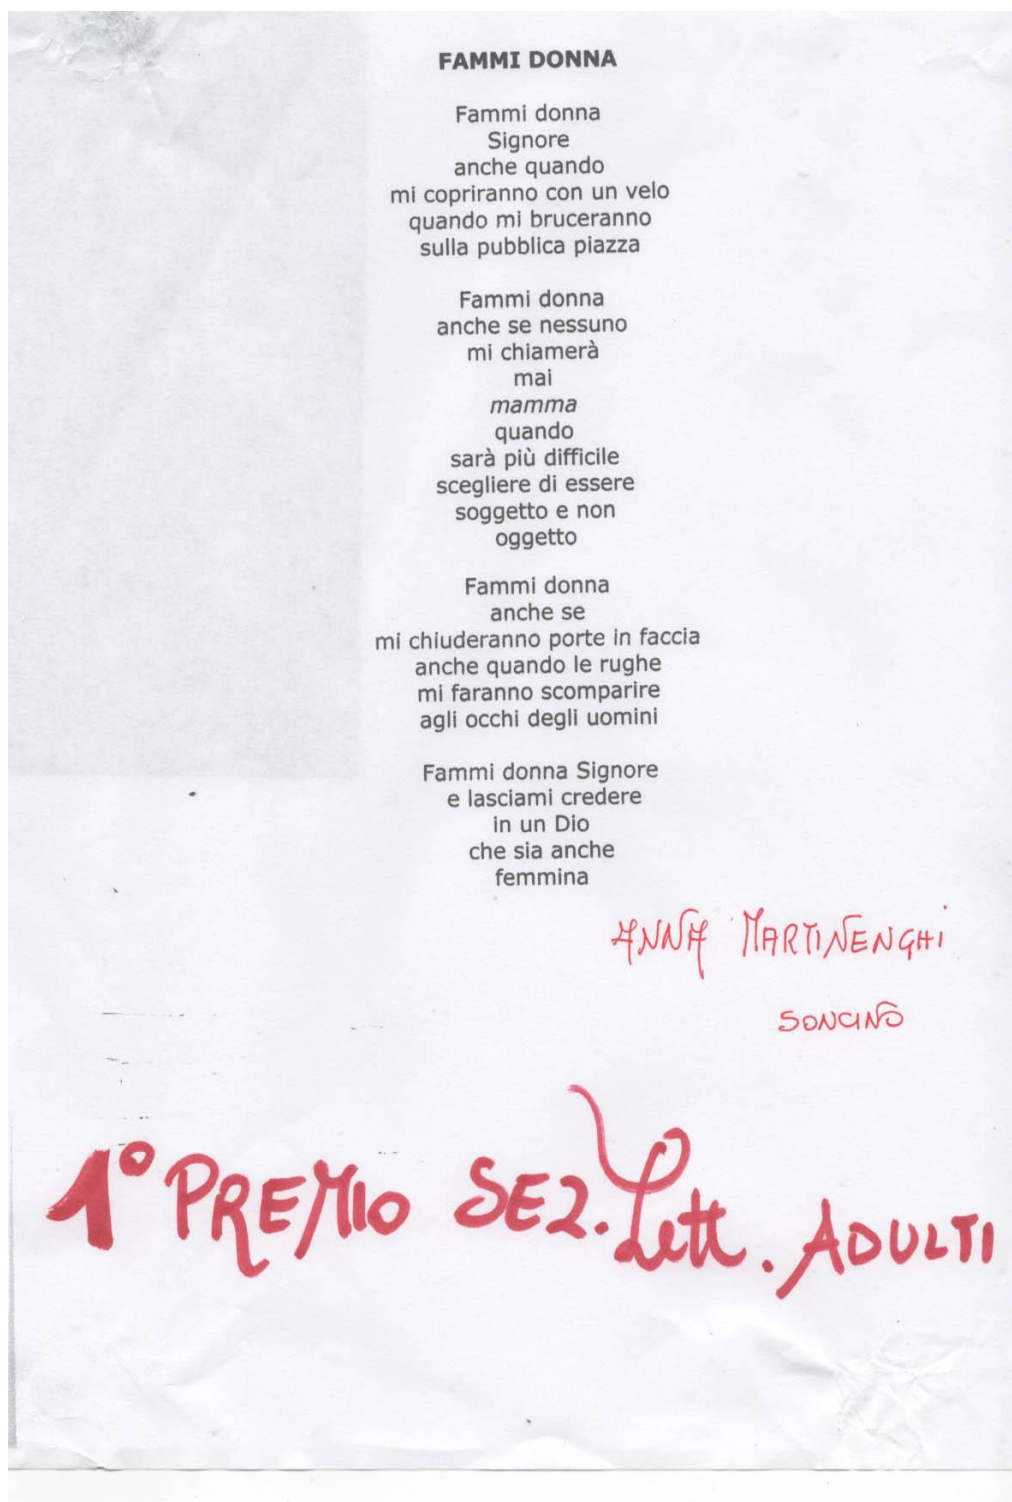 FAMMI DONNA
Fammi donna
Signore
anche quando
mi copriranno con un velo
quando mi bruceranno
sulla pubblica piazza
Fammi donna
anche se nessuno
mi chiamerà
mai
mamma
quando
sarà più difficile
scegliere di essere
soggetto e non
oggetto
Fammi donna
anche se
mi chiuderanno porte in faccia
anche quando le rughe
mi faranno scomparire
agli occhi degli uomini
Fammi donna Signore
e lasciami credere
in un Dio
che sia anche
femmina
ANNA MARTINENGHI
SONCINO
1° PREMIO SEZ. Lett. ADULTI